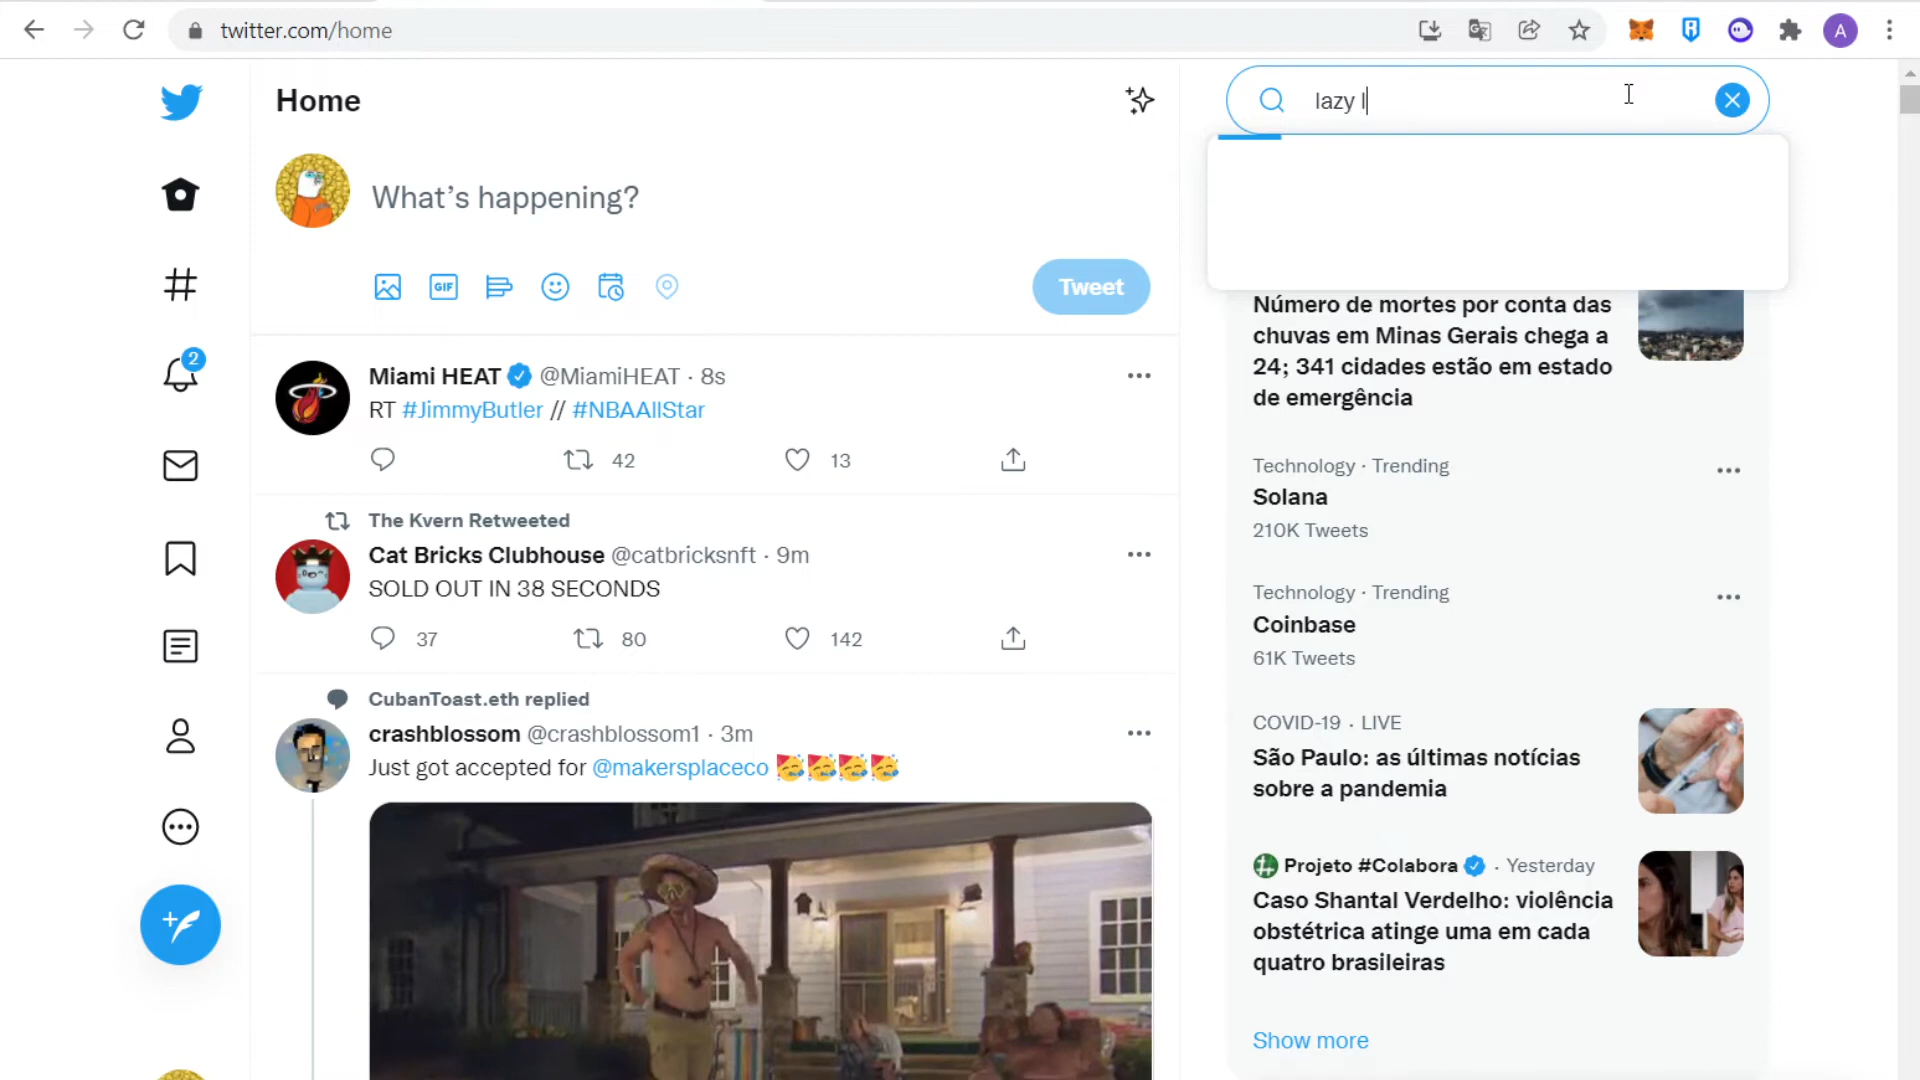 twitter.com/home
A
Home
lazy l
What's happening?
GIF
Tweet
2
Miami HEAT @MiamiHEAT · 8s
RT #JimmyButler // #NBAAllStar
42 13
The Kvern Retweeted
Cat Bricks Clubhouse @catbricksnft · 9m
SOLD OUT IN 38 SECONDS
37 80 142
CubanToast.eth replied
crashblossom @crashblossom1 · 3m
Just got accepted for @makersplaceco 🥳🥳🥳🥳
Número de mortes por conta das
chuvas em Minas Gerais chega a
24; 341 cidades estão em estado
de emergência
Technology · Trending
Solana
210K Tweets
Technology · Trending
Coinbase
61K Tweets
COVID-19 · LIVE
São Paulo: as últimas notícias
sobre a pandemia
Projeto #Colabora · Yesterday
Caso Shantal Verdelho: violência
obstétrica atinge uma em cada
quatro brasileiras
Show more